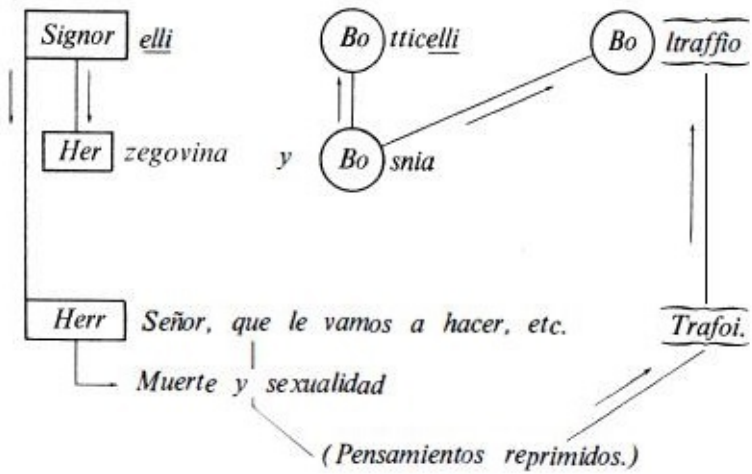 Signor elli Bo tticelli Bo ltraffio
Her zegovina y Bo snia
Herr Señor, que le vamos a hacer, etc. Trafoi.
Muerte y sexualidad
(Pensamientos reprimidos.)